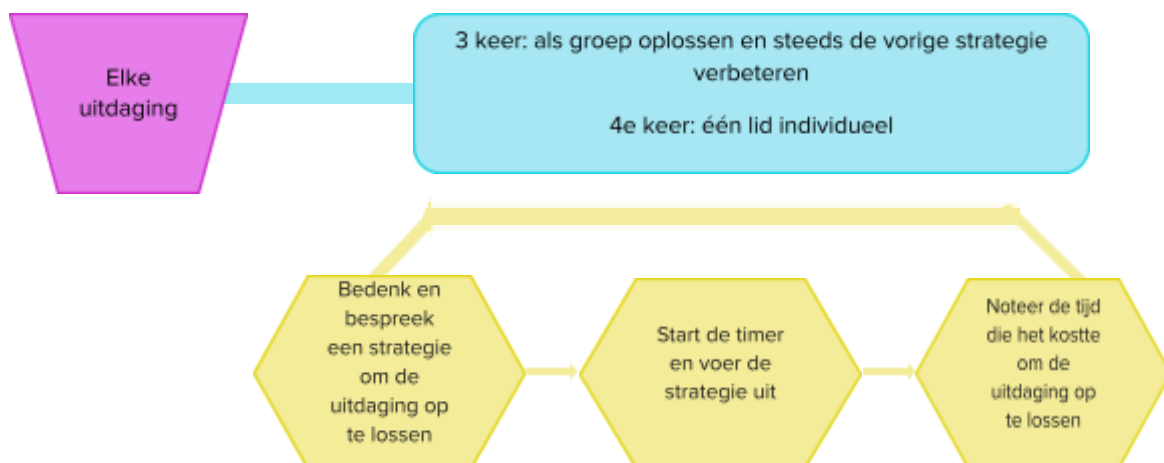 Elke
uitdaging
3 keer: als groep oplossen en steeds de vorige strategie
verbeteren
4e keer: één lid individueel
Bedenk en
bespreek
een strategie
om de
uitdaging op
te lossen
Start de timer
en voer de
strategie uit
Noteer de tijd
die het kostte
om de
uitdaging op
te lossen